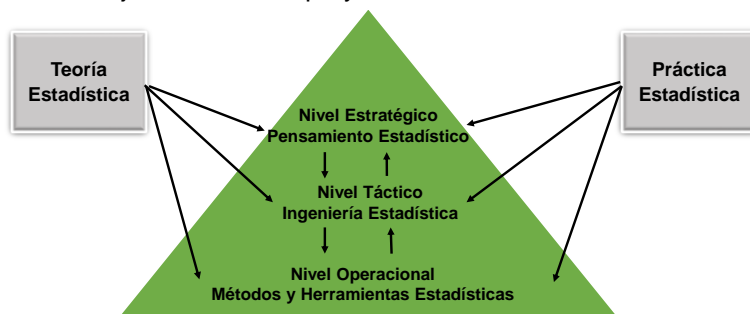 Teoría
Estadística
Práctica
Estadística
Nivel Estratégico
Pensamiento Estadístico
Nivel Táctico
Ingeniería Estadística
Nivel Operacional
Métodos y Herramientas Estadísticas